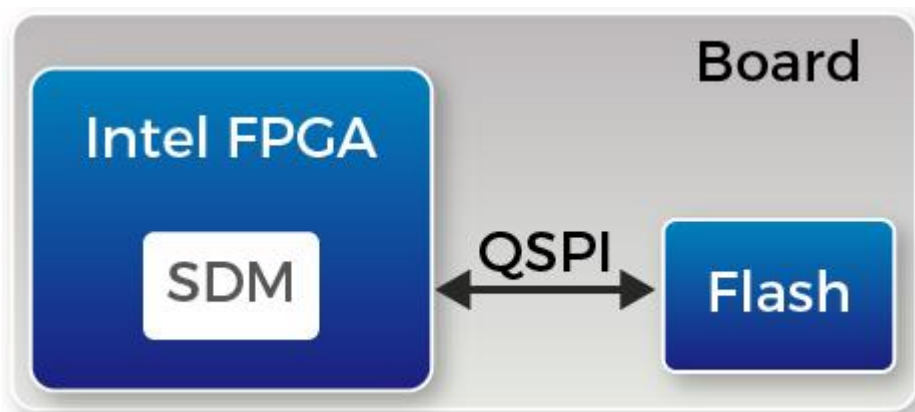 Board
Intel FPGA
SDM
QSPI
Flash